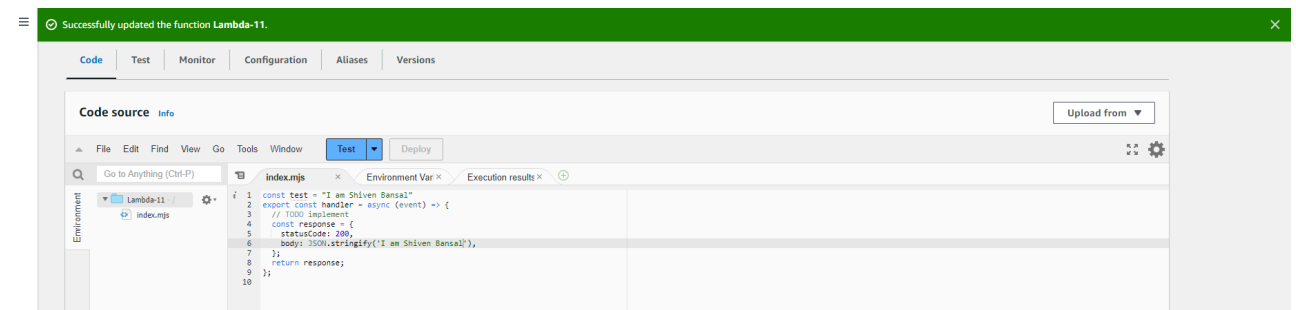 Successfully updated the function Lambda-11.
Code Test Monitor Configuration Aliases Versions
Code source Info
Upload from
File Edit Find View Go Tools Window Test Deploy
Go to Anything (Ctrl-P)
index.mjs Environment Var Execution results
Environment
Lambda-11 - /
index.mjs
1 const test = "I am Shiven Bansal"
2 export const handler = async (event) => {
3 // TODO implement
4 const response = {
5 statusCode: 200,
6 body: JSON.stringify('I am Shiven Bansal'),
7 };
8 return response;
9 };
10